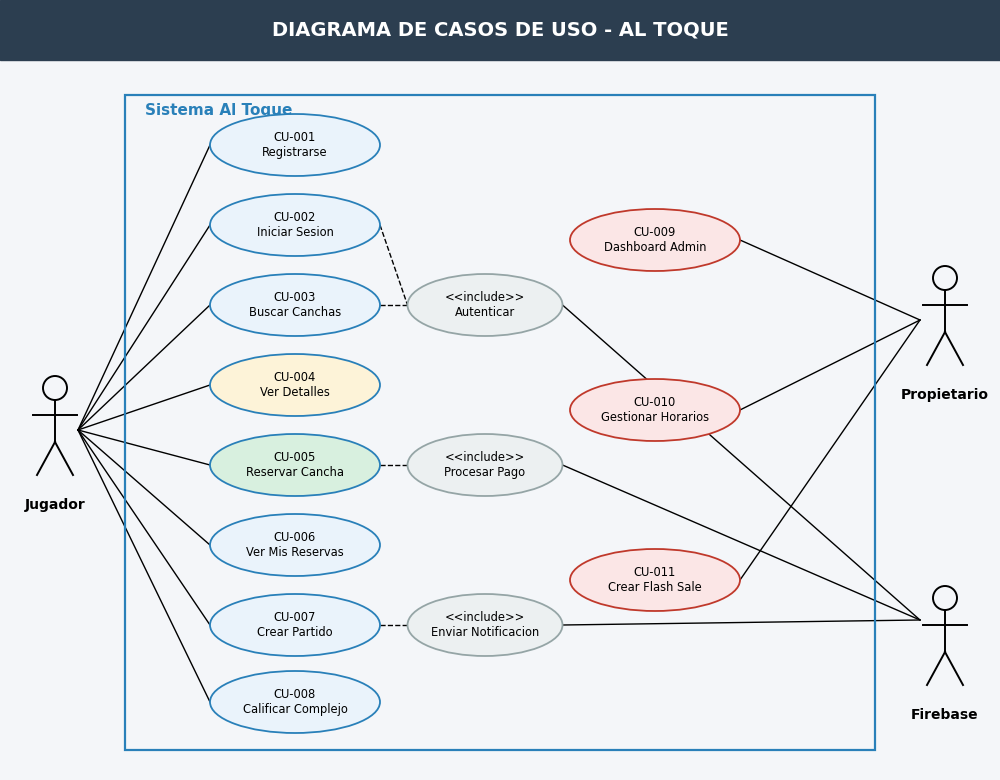 DIAGRAMA DE CASOS DE USO - AL TOQUE
Sistema Al Toque
CU-001
Registrarse
CU-002
Iniciar Sesion
CU-003
Buscar Canchas
CU-004
Ver Detalles
CU-005
Reservar Cancha
CU-006
Ver Mis Reservas
CU-007
Crear Partido
CU-008
Calificar Complejo
<<include>>
Autenticar
<<include>>
Procesar Pago
<<include>>
Enviar Notificacion
CU-009
Dashboard Admin
CU-010
Gestionar Horarios
CU-011
Crear Flash Sale
Jugador
Propietario
Firebase